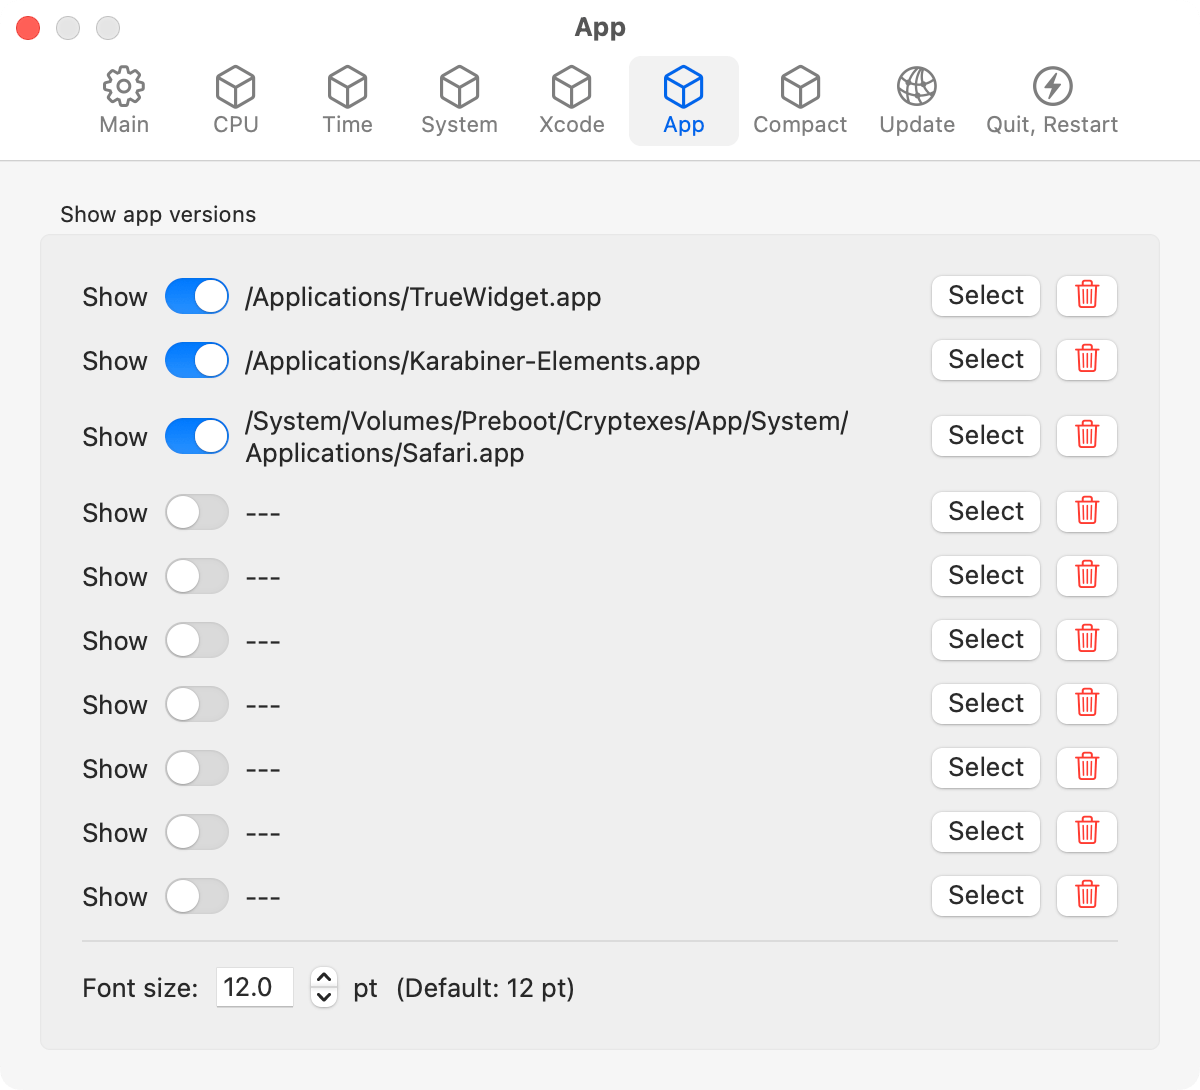 App
Main CPU Time System Xcode App Compact Update Quit, Restart
Show app versions
Show /Applications/TrueWidget.app Select
Show /Applications/Karabiner-Elements.app Select
Show /System/Volumes/Preboot/Cryptexes/App/System/
Applications/Safari.app Select
Show --- Select
Show --- Select
Show --- Select
Show --- Select
Show --- Select
Show --- Select
Show --- Select
Font size: 12.0 pt (Default: 12 pt)